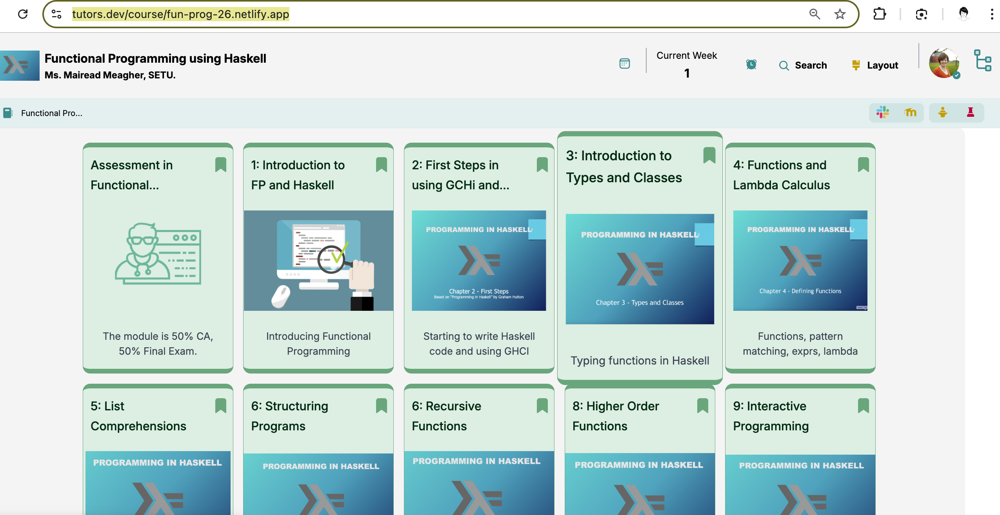 tutors.dev/course/fun-prog-26.netlify.app
Functional Programming using Haskell
Ms. Mairead Meagher, SETU.
Current Week
1
Search
Layout
Functional Pro...
Assessment in
Functional...
The module is 50% CA,
50% Final Exam.
1: Introduction to
FP and Haskell
Introducing Functional
Programming
2: First Steps in
using GCHi and...
PROGRAMMING IN HASKELL
Chapter 2 - First Steps
Based on "Programming in Haskell" by Graham Hutton
Starting to write Haskell
code and using GHCI
3: Introduction to
Types and Classes
PROGRAMMING IN HASKELL
Chapter 3 - Types and Classes
Typing functions in Haskell
4: Functions and
Lambda Calculus
PROGRAMMING IN HASKELL
Chapter 4 - Defining Functions
Functions, pattern
matching, exprs, lambda
5: List
Comprehensions
PROGRAMMING IN HASKELL
6: Structuring
Programs
PROGRAMMING IN HASKELL
6: Recursive
Functions
PROGRAMMING IN HASKELL
8: Higher Order
Functions
PROGRAMMING IN HASKELL
9: Interactive
Programming
PROGRAMMING IN HASKELL